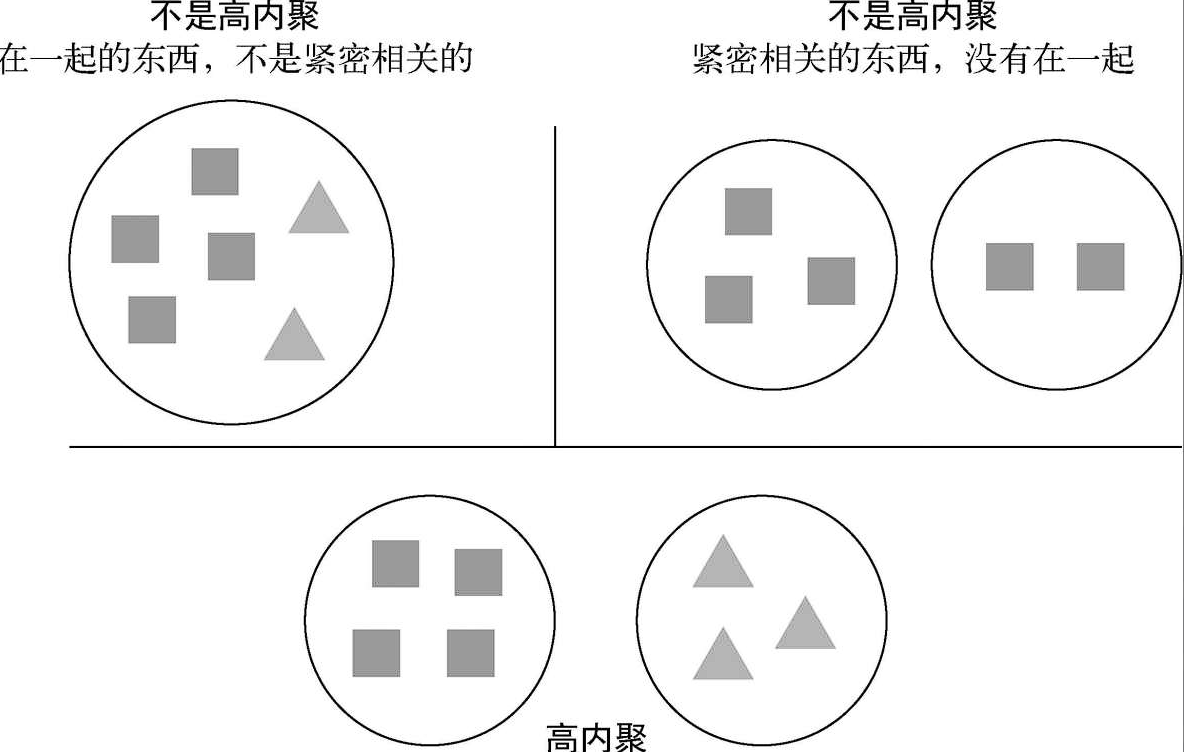 不是高内聚
在一起的东西，不是紧密相关的
不是高内聚
紧密相关的东西，没有在一起
高内聚